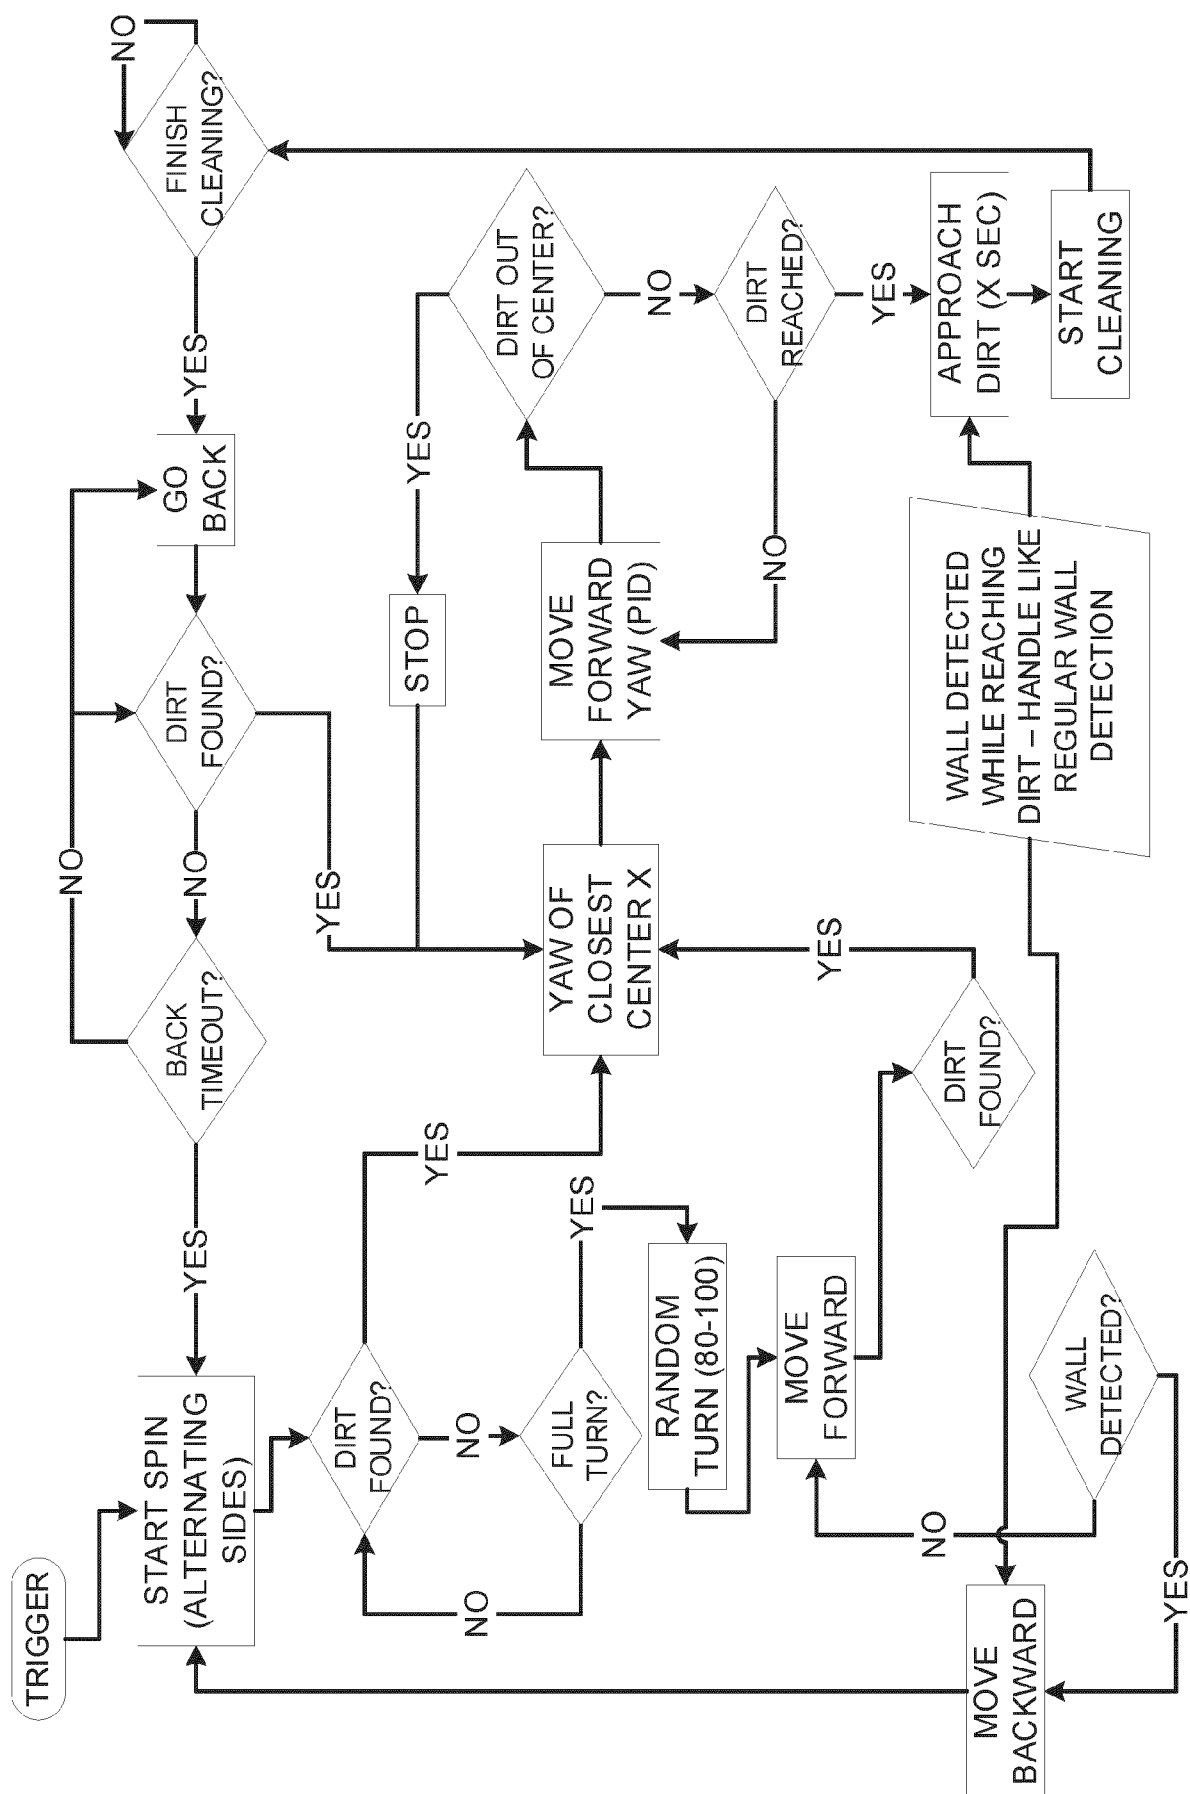 TRIGGER
START SPIN
(ALTERNATING
SIDES)
YES
BACK
TIMEOUT?
NO
NO
DIRT
FOUND?
GO
BACK
YES
FINISH
CLEANING?
NO
DIRT
FOUND?
YES
YES
STOP
YES
NO
NO
FULL
TURN?
YES
YAW OF
CLOSEST
CENTER X
MOVE
FORWARD
YAW (PID)
DIRT OUT
OF CENTER?
NO
RANDOM
TURN (80-100)
NO
DIRT
REACHED?
MOVE
FORWARD
YES
YES
NO
DIRT
FOUND?
WALL DETECTED
WHILE REACHING
DIRT – HANDLE LIKE
REGULAR WALL
DETECTION
APPROACH
DIRT (X SEC)
START
CLEANING
MOVE
BACKWARD
WALL
DETECTED?
YES